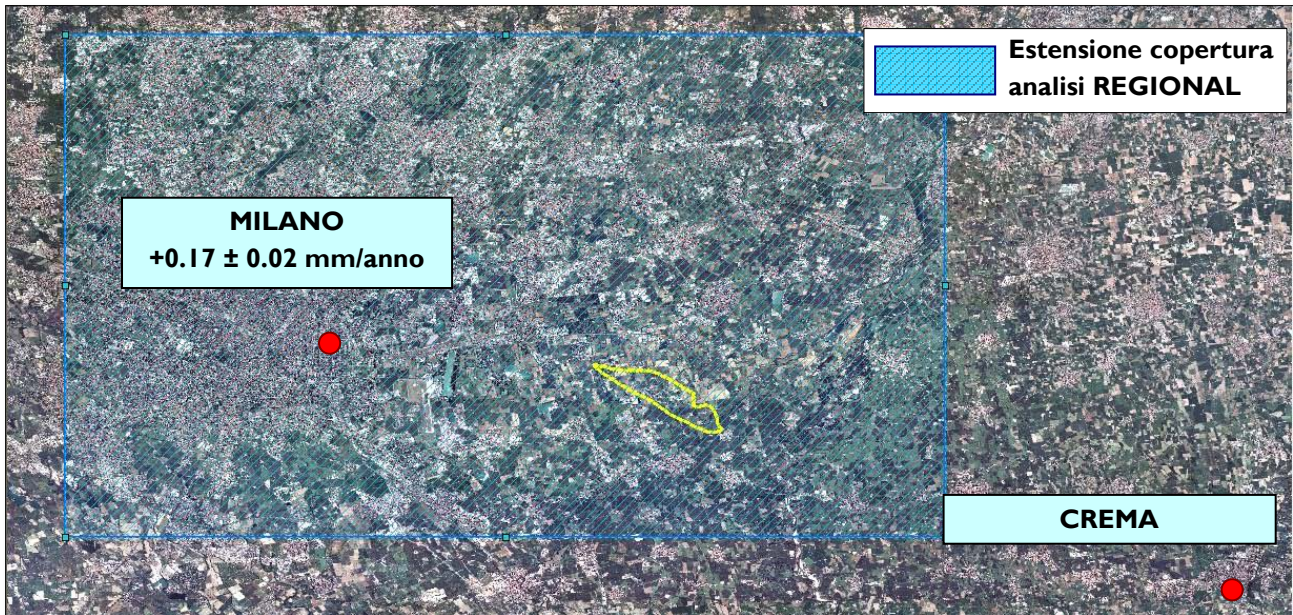 Estensione copertura
analisi REGIONAL
MILANO
+0.17 ± 0.02 mm/anno
CREMA